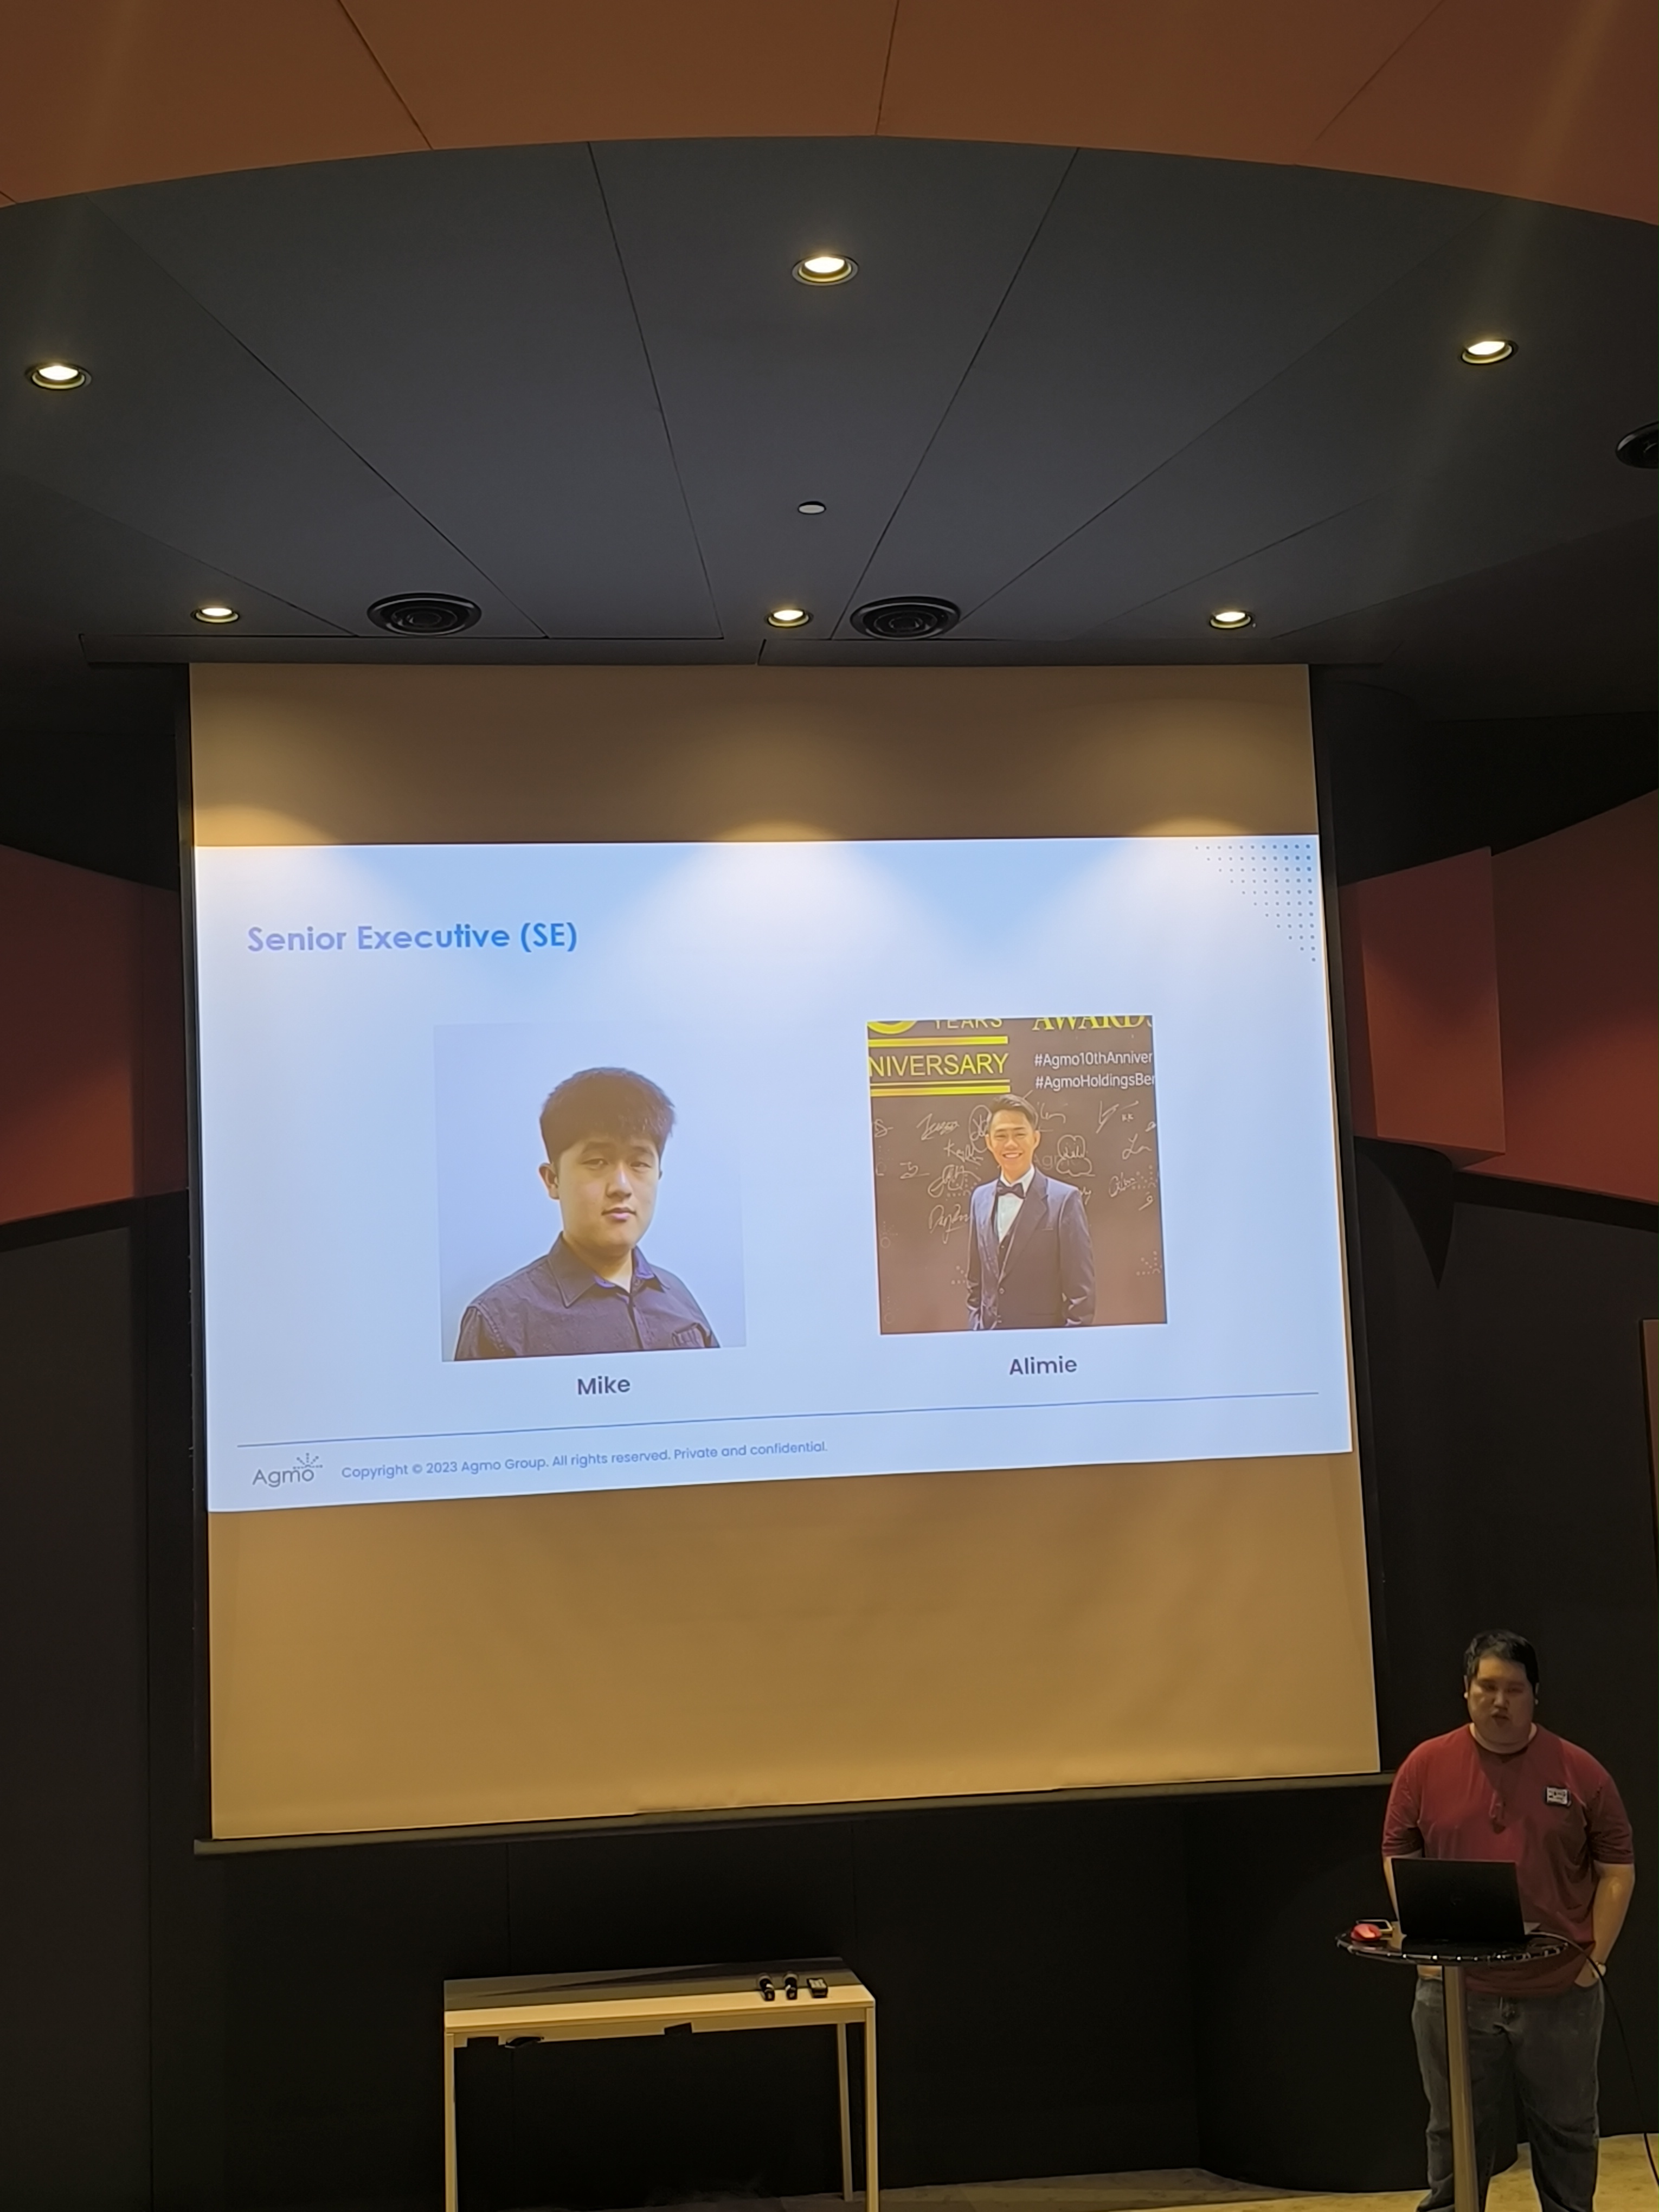 Senior Executive (SE)
YEARS
NIVERSARY
AWARDS
#Agmo10thAnniver
#AgmoHoldingsBer
Mike
Alimie
Agmo
Copyright © 2023 Agmo Group. All rights reserved. Private and confidential.